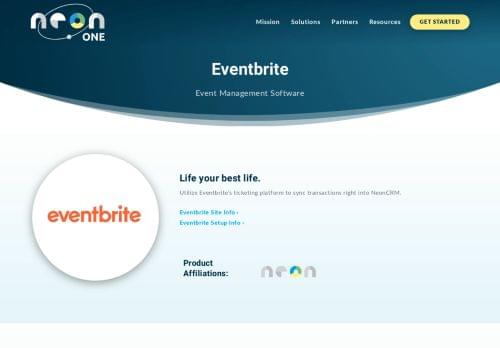 neon
ONE
Mission
Solutions
Partners
Resources
GET STARTED
Eventbrite
Event Management Software
eventbrite
Life your best life.
Utilize Eventbrite's ticketing platform to sync transactions right into NeonCRM.
Eventbrite Site Info ›
Eventbrite Setup Info ›
Product
Affiliations:
neon